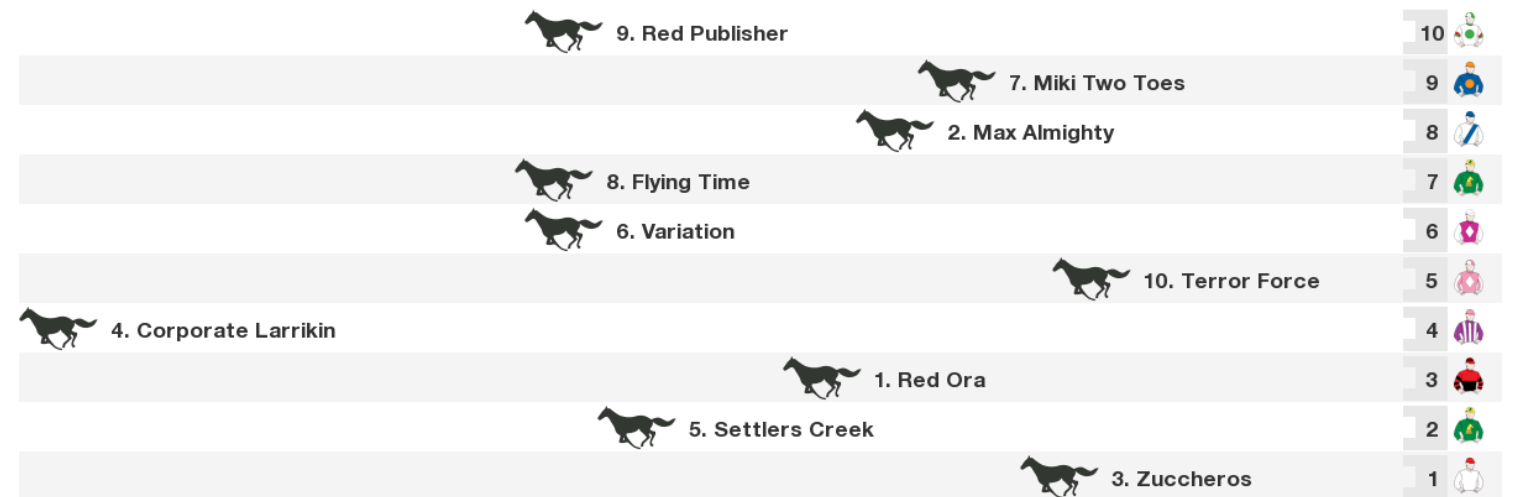 9. Red Publisher 10
7. Miki Two Toes 9
2. Max Almighty 8
8. Flying Time 7
6. Variation 6
10. Terror Force 5
4. Corporate Larrikin 4
1. Red Ora 3
5. Settlers Creek 2
3. Zuccheros 1